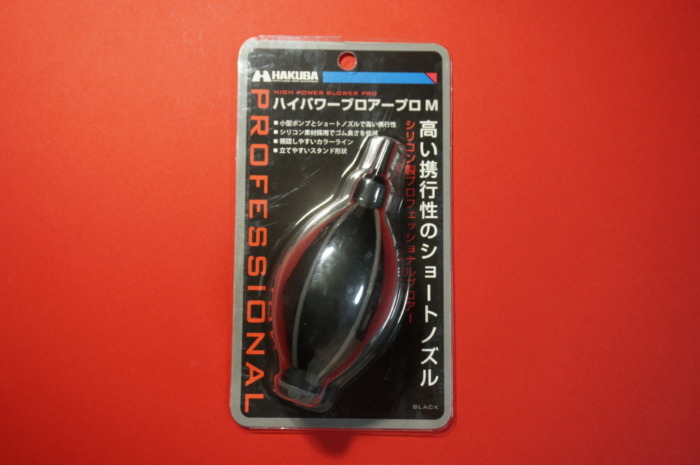 HAKUBA
HIGH POWER BLOWER PRO
ハイパワーブロアープロ M
■ 小型ポンプとショートノズルで高い携行性
■ シリコン素材採用でゴム臭さを低減
■ 視認しやすいカラーライン
■ 立てやすいスタンド形状
高い携行性のショートノズル
シリコン製プロフェッショナルブロアー
PROFESSIONAL
BLACK